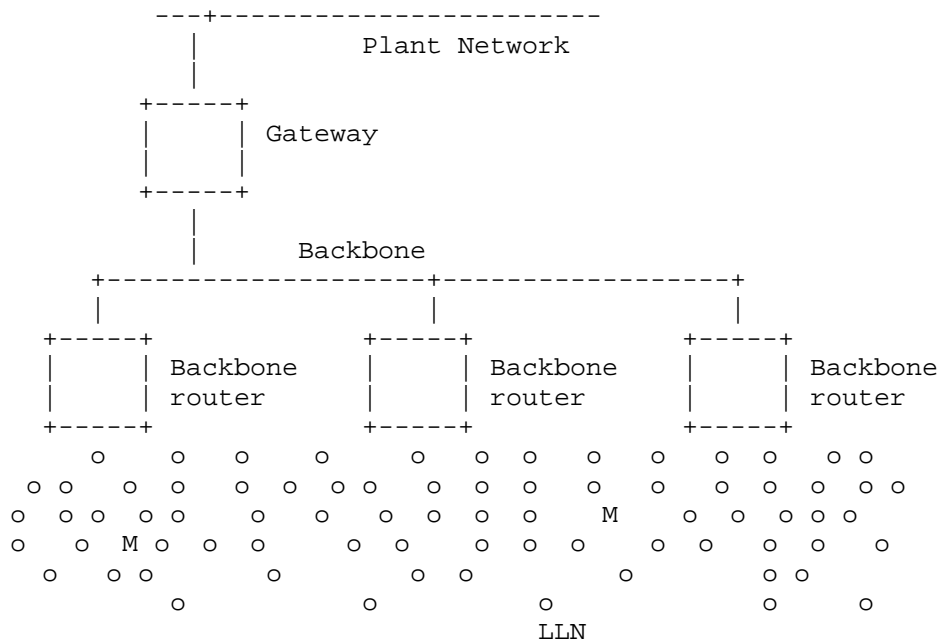 ---+------------------------
| Plant Network
|
+-----+
| | Gateway
| |
+-----+
|
| Backbone
+--------------------+------------------+
| | |
+-----+ +-----+ +-----+
| | Backbone | | Backbone | | Backbone
| | router | | router | | router
+-----+ +-----+ +-----+
o o o o o o o o o o o o o
o o o o o o o o o o o o o o o o o o
o o o o o o o o o o o M o o o o o
o o M o o o o o o o o o o o o o
o o o o o o o o o
o o o o o
LLN